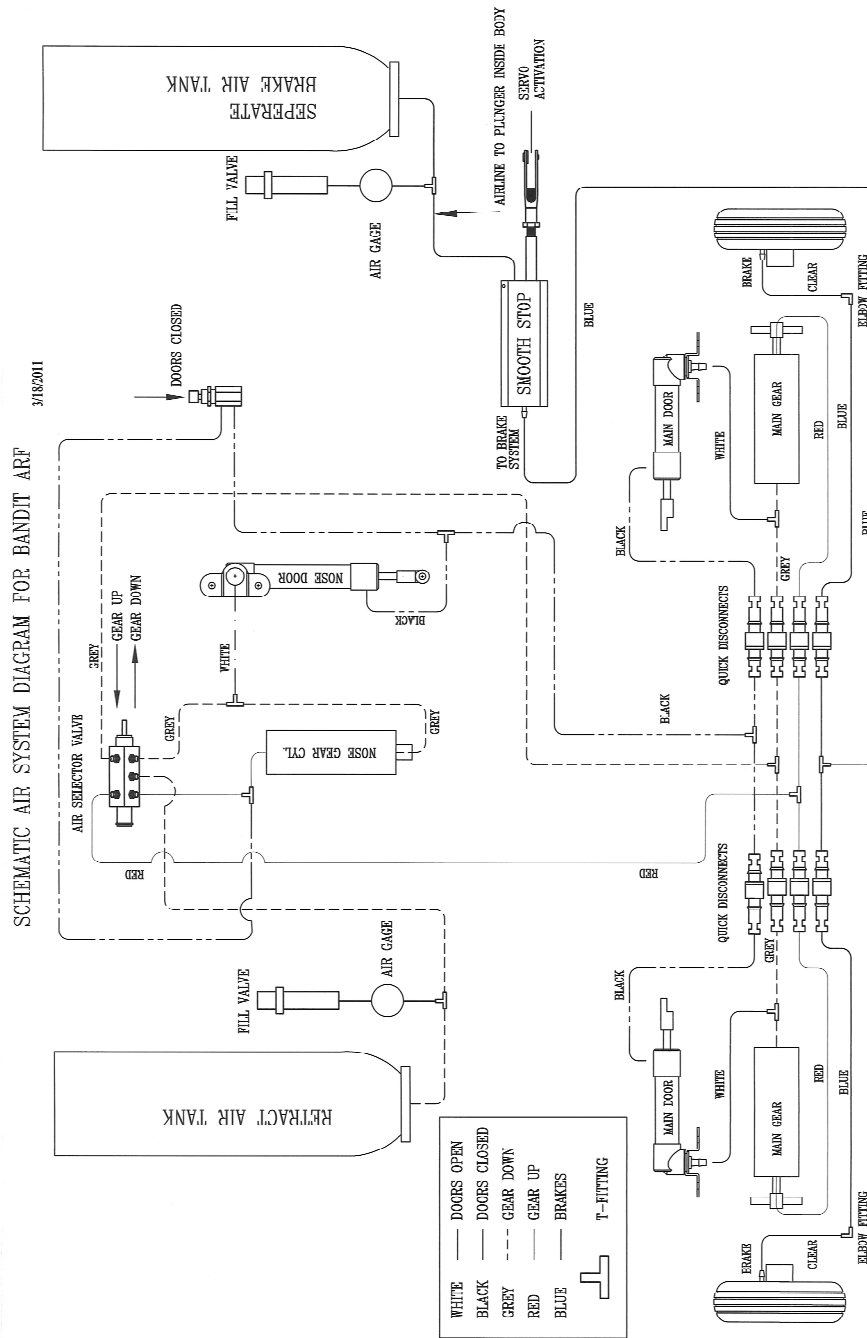 SCHEMATIC AIR SYSTEM DIAGRAM FOR BANDIT ARF
3/18/2011
RETRACT AIR TANK
FILL VALVE
AIR GAGE
AIR SELECTOR VALVE
GREY
GEAR UP
GEAR DOWN
GREY
RED
NOSE GEAR CYL.
GREY
WHITE
NOSE DOOR
BLACK
DOORS CLOSED
FILL VALVE
AIR GAGE
SEPERATE
BRAKE AIR TANK
AIRLINE TO PLUNGER INSIDE BODY
SERVO
ACTIVATION
SMOOTH STOP
TO BRAKE
SYSTEM
BLUE
WHITE DOORS OPEN
BLACK DOORS CLOSED
GREY GEAR DOWN
RED GEAR UP
BLUE BRAKES
T-FITTING
BLACK
MAIN DOOR
WHITE
MAIN GEAR
GREY
RED
BLUE
BRAKE
CLEAR
ELBOW FITTING
QUICK DISCONNECTS
RED
BLACK
QUICK DISCONNECTS
BLACK
MAIN DOOR
WHITE
MAIN GEAR
GREY
RED
BLUE
BLUE
BRAKE
CLEAR
ELBOW FITTING